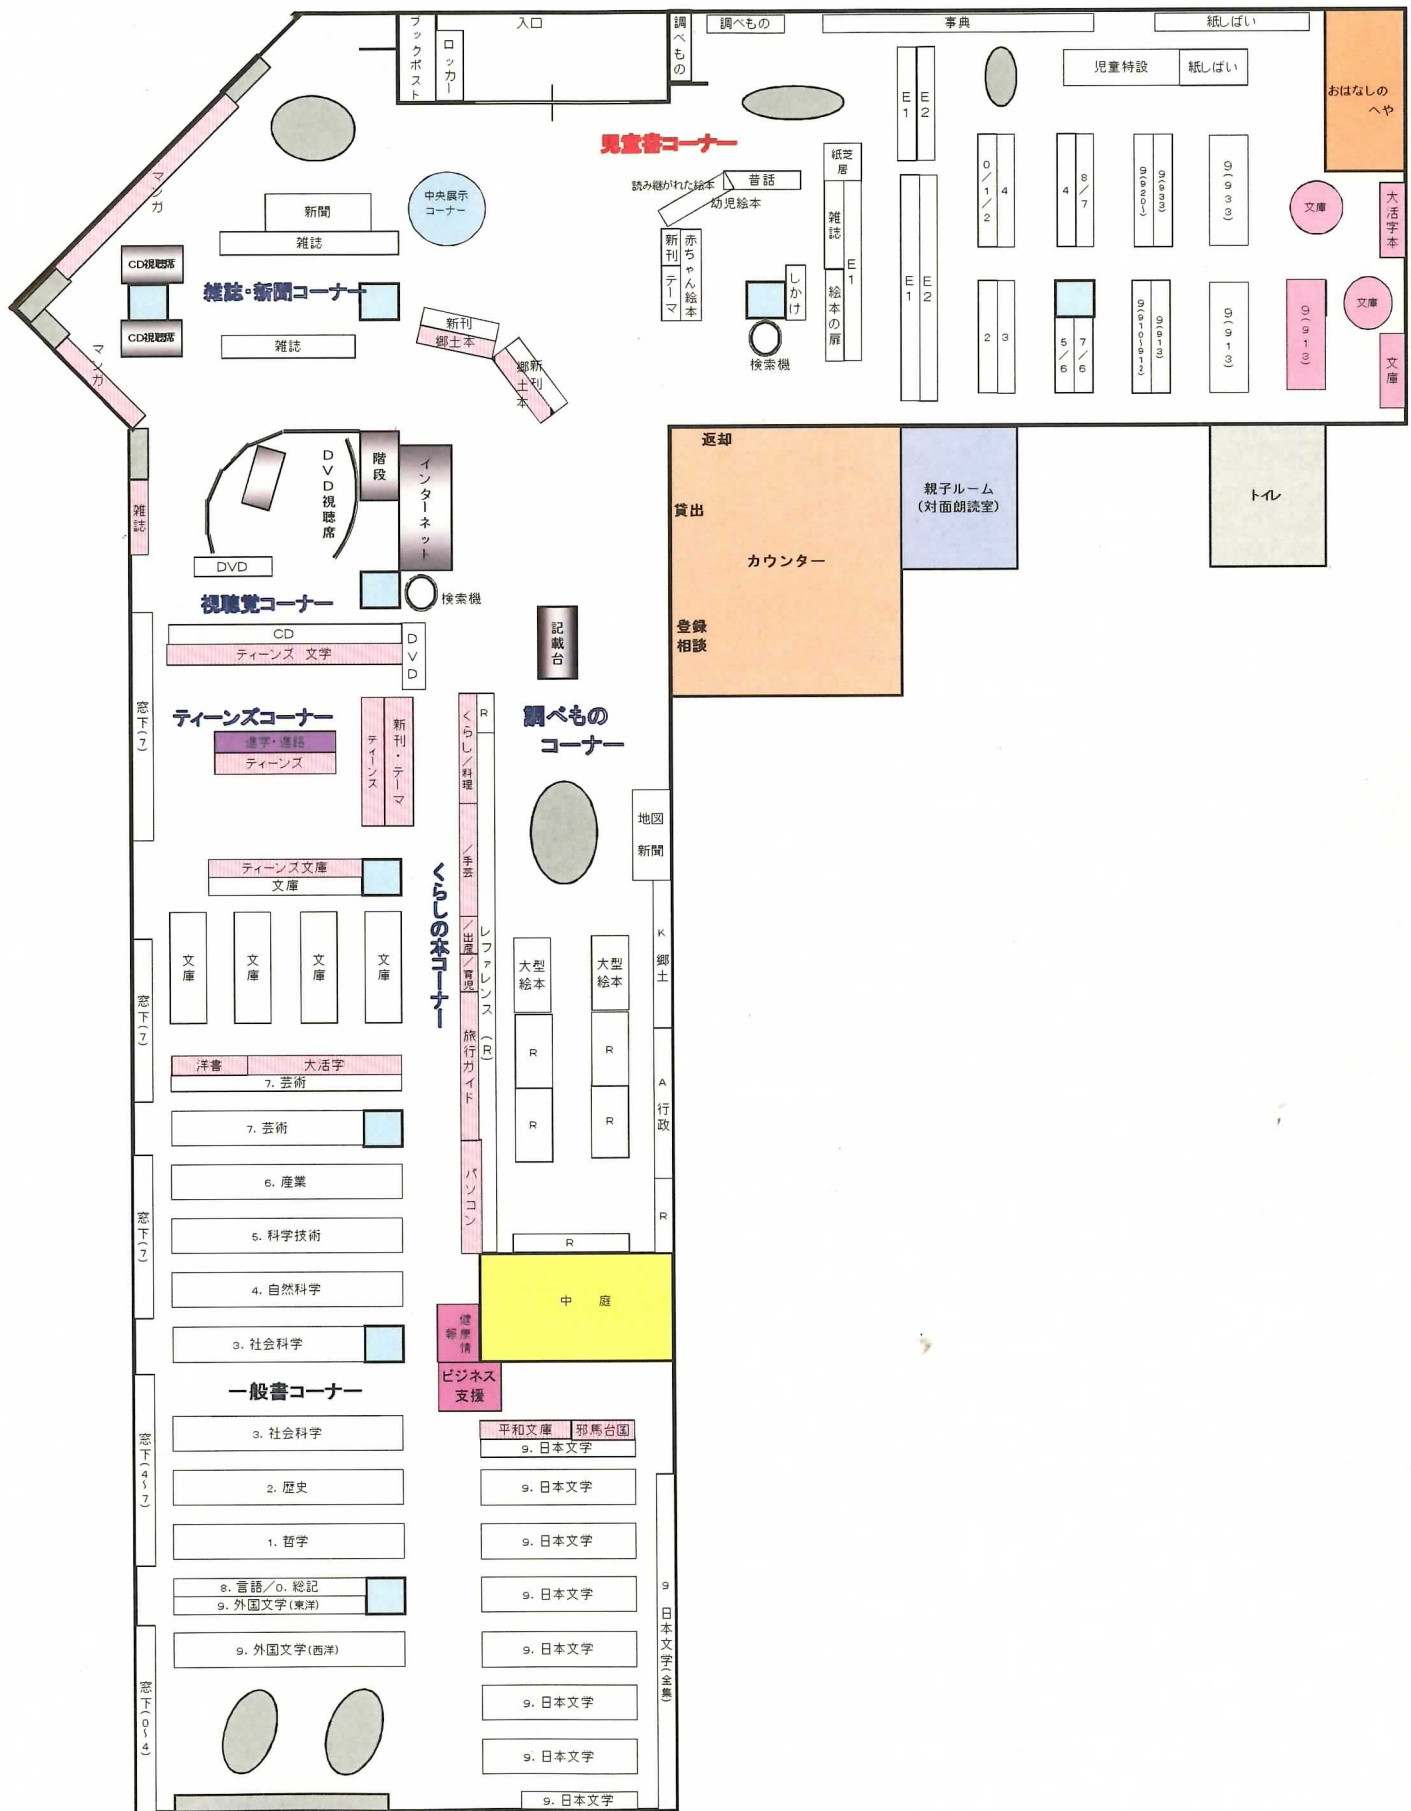 ブックポスト
ロッカー
入口
調べもの
調べもの
事典
紙しばい
児童特設
紙しばい
おはなしの
へや
児童書コーナー
E1
E2
紙芝居
読み継がれた絵本
昔話
幼児絵本
雑誌
E1
絵本の扉
新刊
テーマ
赤ちゃん絵本
しかけ
検索機
E1
E2
0/1/2
4
4
8/7
9(920~)
9(933)
9(933)
文庫
大活字本
2
3
5/6
7/6
9(910~912)
9(913)
9(913)
9(913)
文庫
文庫
マンガ
新聞
雑誌
中央展示
コーナー
CD視聴席
雑誌・新聞コーナー
CD視聴席
雑誌
マンガ
新刊
郷土本
新刊
郷土本
返却
貸出
カウンター
登録
相談
親子ルーム
(対面朗読室)
トイレ
雑誌
DVD視聴席
階段
インターネット
DVD
視聴覚コーナー
検索機
記載台
CD
ティーンズ 文学
DVD
窓下(7)
ティーンズコーナー
進学・進路
ティーンズ
ティーンズ
新刊・テーマ
くらし/料理
R
調べもの
コーナー
地図
新聞
/手芸
ティーンズ文庫
文庫
くらしの本コーナー
/出産
/育児
レファレンス (R)
大型
絵本
大型
絵本
K 郷土
文庫
文庫
文庫
文庫
窓下(7)
旅行ガイド
R
R
R
R
A 行政
洋書
大活字
7. 芸術
7. 芸術
6. 産業
パソコン
窓下(7)
5. 科学技術
R
R
4. 自然科学
中 庭
健康情報
3. 社会科学
ビジネス
支援
一般書コーナー
窓下(4~7)
3. 社会科学
平和文庫
邪馬台国
9. 日本文学
2. 歴史
9. 日本文学
1. 哲学
9. 日本文学
8. 言語/0. 総記
9. 外国文学(東洋)
9. 日本文学
9 日本文学(全集)
9. 外国文学(西洋)
9. 日本文学
窓下(0~4)
9. 日本文学
9. 日本文学
9. 日本文学